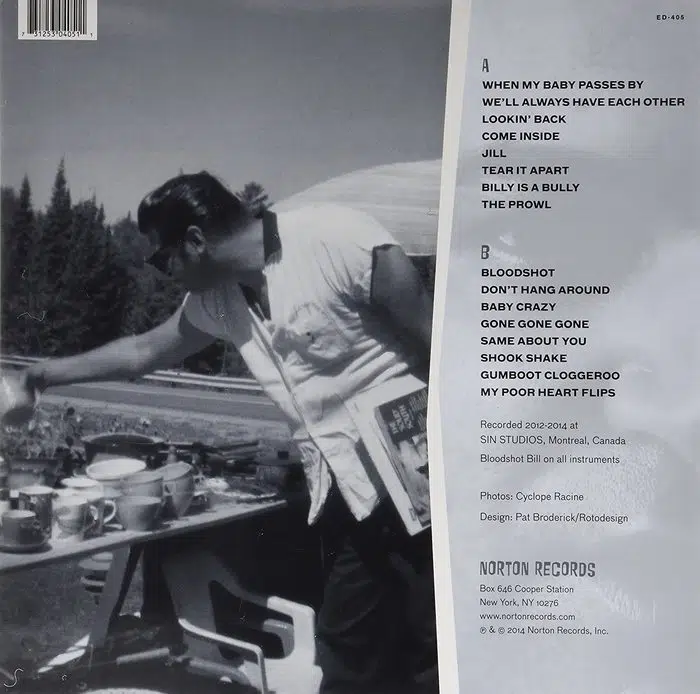 7 31253 04051 1
ED-405
A
WHEN MY BABY PASSES BY
WE'LL ALWAYS HAVE EACH OTHER
LOOKIN' BACK
COME INSIDE
JILL
TEAR IT APART
BILLY IS A BULLY
THE PROWL
B
BLOODSHOT
DON'T HANG AROUND
BABY CRAZY
GONE GONE GONE
SAME ABOUT YOU
SHOOK SHAKE
GUMBOOT CLOGGEROO
MY POOR HEART FLIPS
Recorded 2012-2014 at
SIN STUDIOS, Montreal, Canada
Bloodshot Bill on all instruments
Photos: Cyclope Racine
Design: Pat Broderick/Rotodesign
NORTON RECORDS
Box 646 Cooper Station
New York, NY 10276
www.nortonrecords.com
℗ & © 2014 Norton Records, Inc.